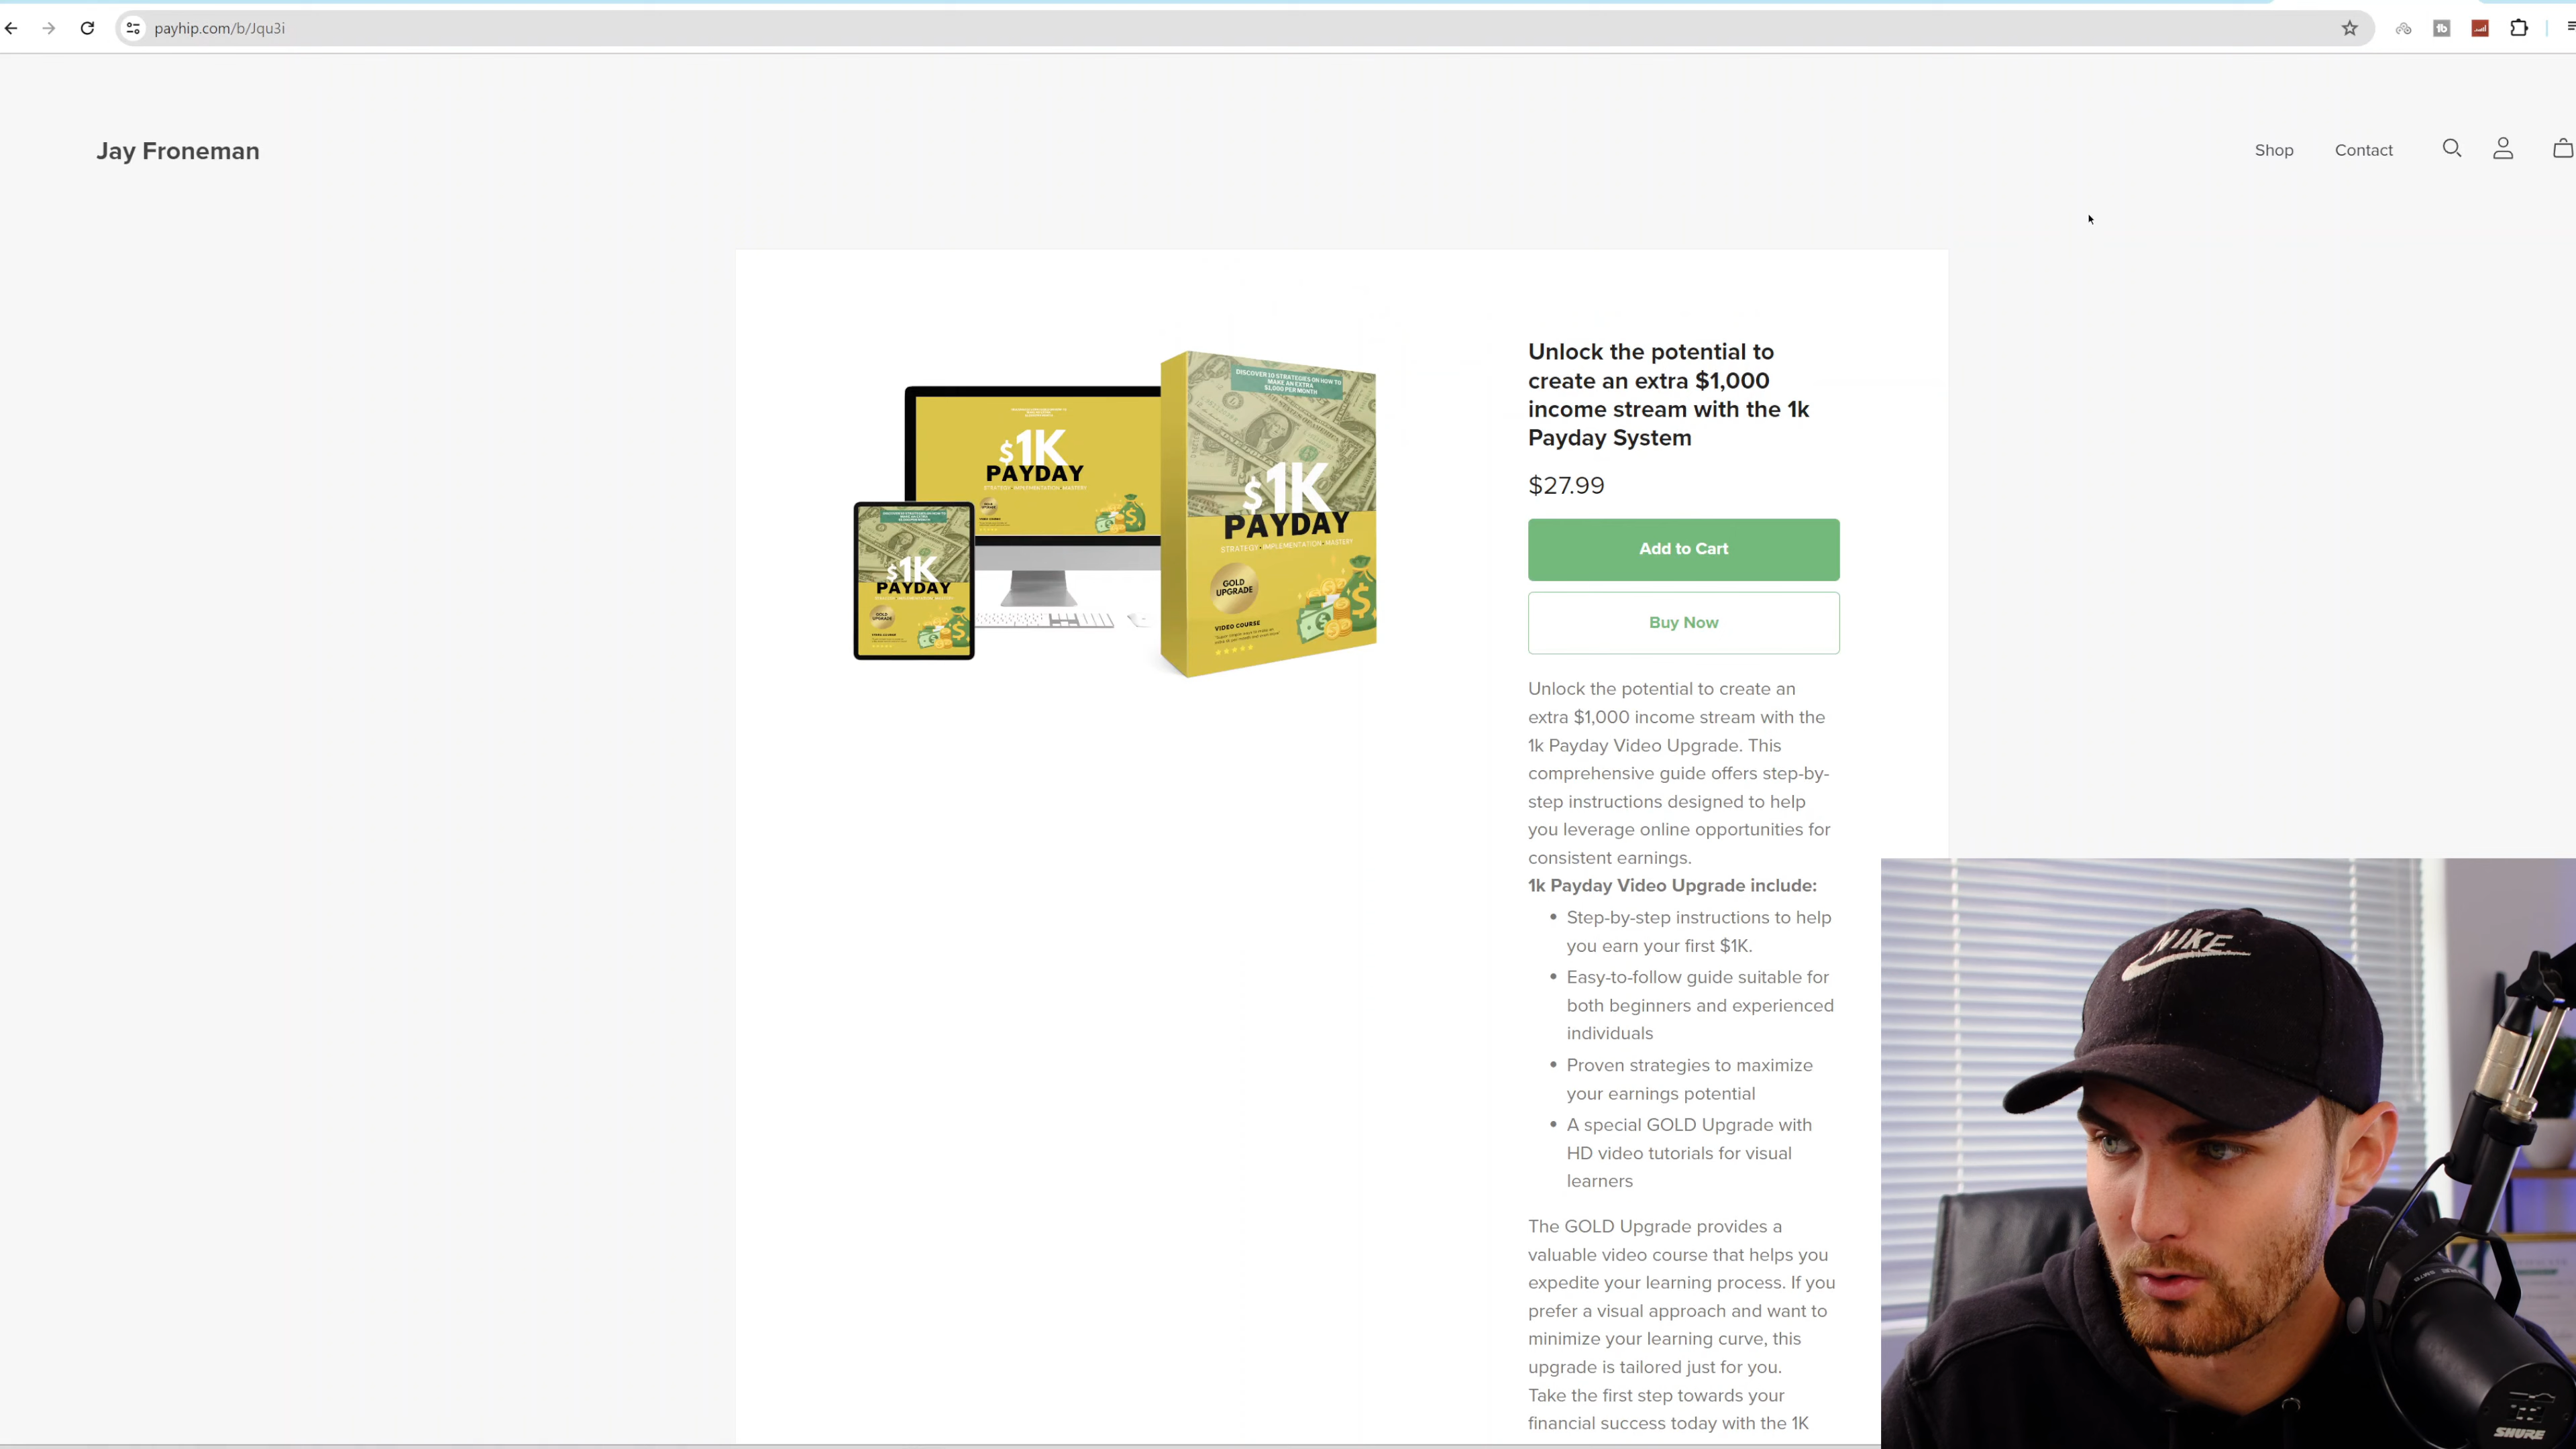 payhip.com/b/Jqu3i
Jay Froneman
Shop
Contact
DISCOVER 10 STRATEGIES ON HOW TO
MAKE AN EXTRA
$1,000 PER MONTH
$1K
PAYDAY
STRATEGY • IMPLEMENTATION • MASTERY
GOLD
UPGRADE
VIDEO COURSE
$1K
PAYDAY
STRATEGY • IMPLEMENTATION • MASTERY
$1K
PAYDAY
GOLD
UPGRADE
Unlock the potential to
create an extra $1,000
income stream with the 1k
Payday System
$27.99
Add to Cart
Buy Now
Unlock the potential to create an
extra $1,000 income stream with the
1k Payday Video Upgrade. This
comprehensive guide offers step-by-
step instructions designed to help
you leverage online opportunities for
consistent earnings.
1k Payday Video Upgrade include:
• Step-by-step instructions to help
you earn your first $1K.
• Easy-to-follow guide suitable for
both beginners and experienced
individuals
• Proven strategies to maximize
your earnings potential
• A special GOLD Upgrade with
HD video tutorials for visual
learners
The GOLD Upgrade provides a
valuable video course that helps you
expedite your learning process. If you
prefer a visual approach and want to
minimize your learning curve, this
upgrade is tailored just for you.
Take the first step towards your
financial success today with the 1K
NIKE
SHURE